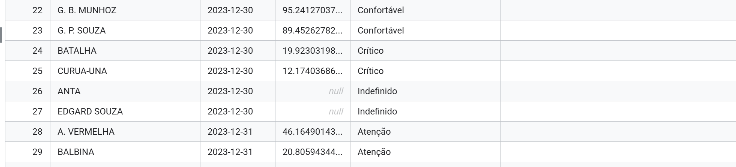 22 G. B. MUNHOZ 2023-12-30 95.24127037... Confortável
23 G. P. SOUZA 2023-12-30 89.45262782... Confortável
24 BATALHA 2023-12-30 19.92303198... Crítico
25 CURUA-UNA 2023-12-30 12.17403686... Crítico
26 ANTA 2023-12-30 null Indefinido
27 EDGARD SOUZA 2023-12-30 null Indefinido
28 A. VERMELHA 2023-12-31 46.16490143... Atenção
29 BALBINA 2023-12-31 20.80594344... Atenção